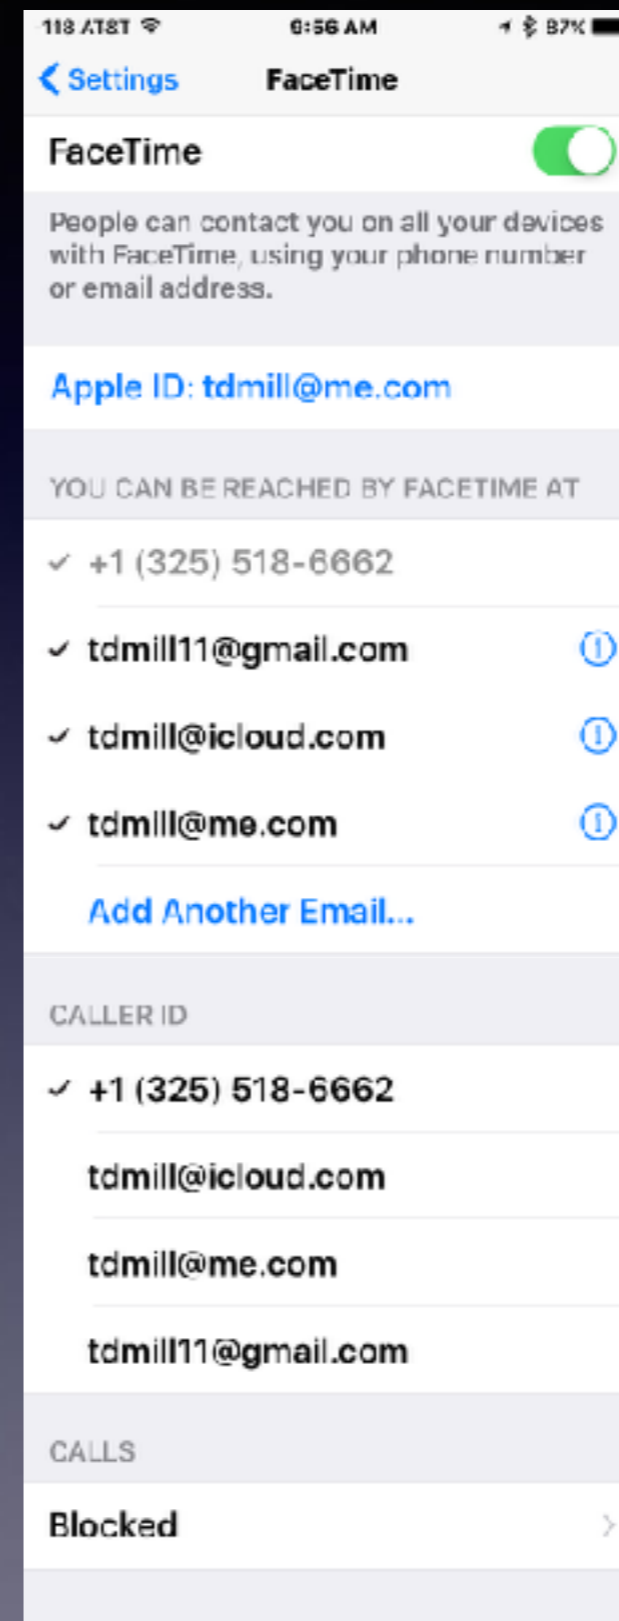 118 AT&T 6:56 AM 87%
Settings FaceTime
FaceTime
People can contact you on all your devices
with FaceTime, using your phone number
or email address.
Apple ID: tdmill@me.com
YOU CAN BE REACHED BY FACETIME AT
✓ +1 (325) 518-6662
✓ tdmill11@gmail.com
✓ tdmill@icloud.com
✓ tdmill@me.com
Add Another Email...
CALLER ID
✓ +1 (325) 518-6662
tdmill@icloud.com
tdmill@me.com
tdmill11@gmail.com
CALLS
Blocked